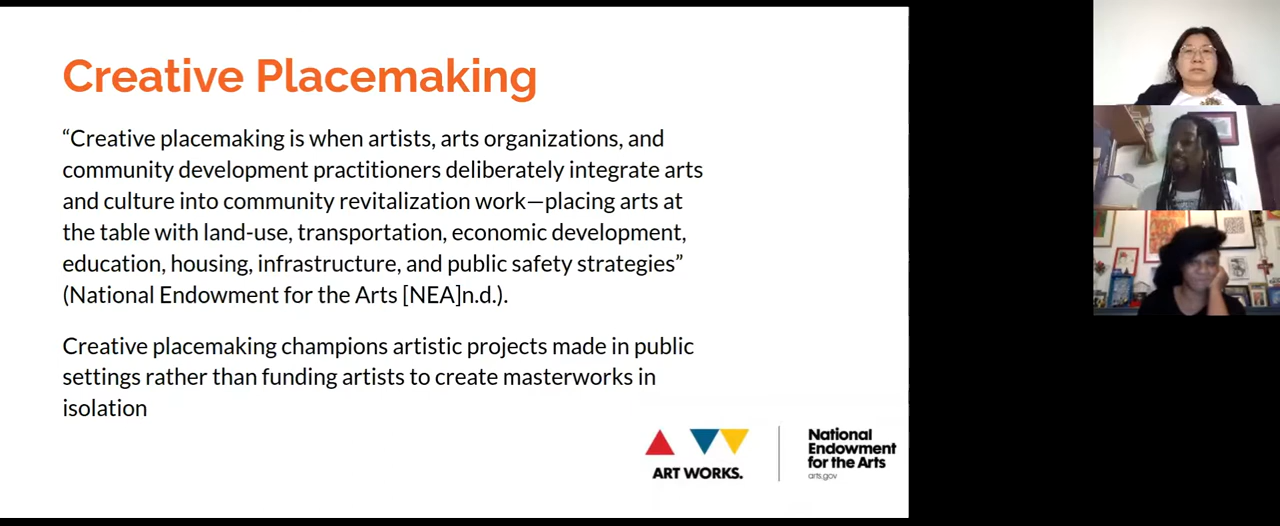 Creative Placemaking
“Creative placemaking is when artists, arts organizations, and
community development practitioners deliberately integrate arts
and culture into community revitalization work—placing arts at
the table with land-use, transportation, economic development,
education, housing, infrastructure, and public safety strategies”
(National Endowment for the Arts [NEA]n.d.).
Creative placemaking champions artistic projects made in public
settings rather than funding artists to create masterworks in
isolation
ART WORKS.
National
Endowment
for the Arts
arts.gov